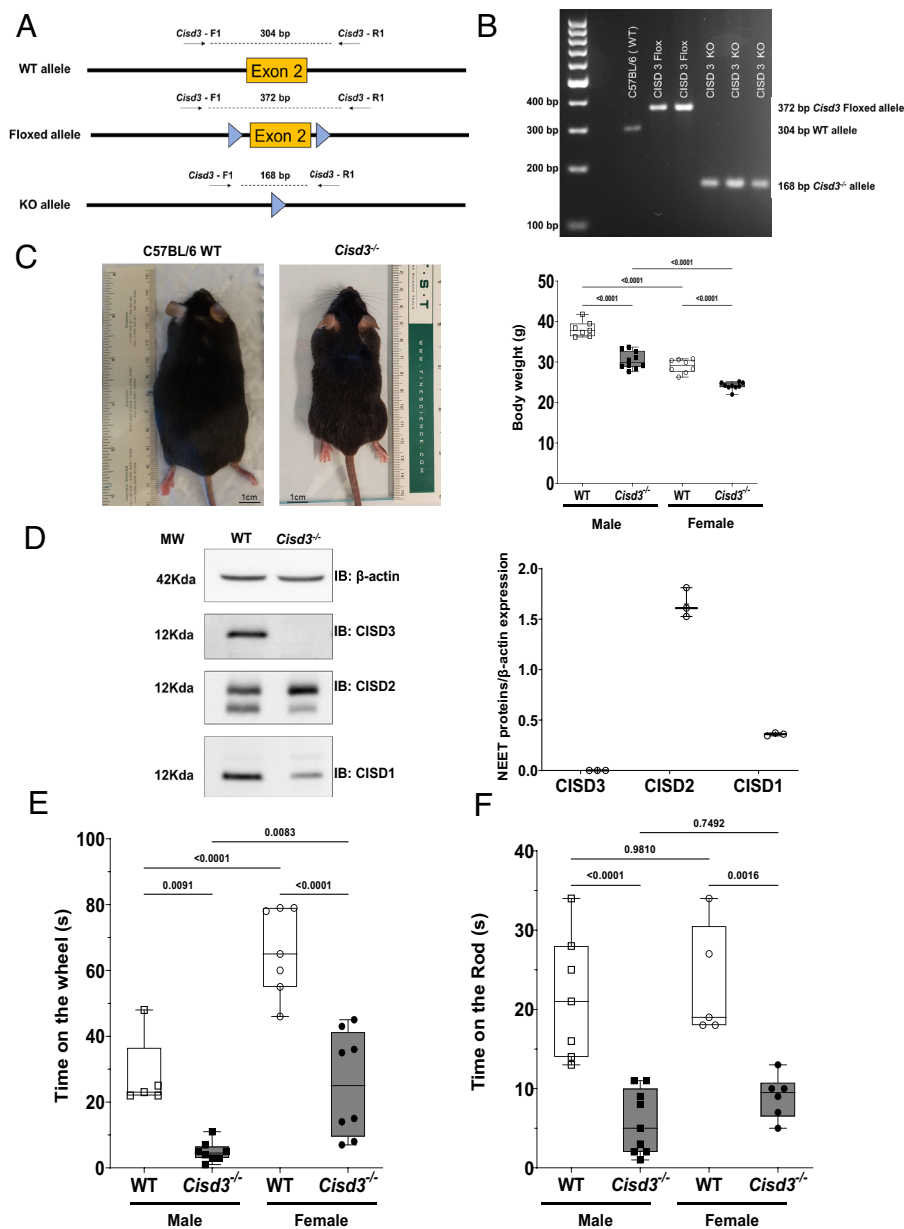 A
Cisd3 - F1 304 bp Cisd3 - R1
WT allele
Exon 2
Cisd3 - F1 372 bp Cisd3 - R1
Floxed allele
Exon 2
Cisd3 - F1 168 bp Cisd3 - R1
KO allele
B
C57BL/6 ( WT)
CISD 3 Flox
CISD 3 Flox
CISD 3 KO
CISD 3 KO
CISD 3 KO
400 bp
300 bp
200 bp
100 bp
372 bp Cisd3 Floxed allele
304 bp WT allele
168 bp Cisd3-/- allele
C
C57BL/6 WT
Cisd3-/-
1cm
1cm
F · S · T
WWW.FINESCIENCE.COM
<0.0001
<0.0001
<0.0001
<0.0001
Body weight (g)
50
40
30
20
10
0
WT Cisd3-/- WT Cisd3-/-
Male Female
D
MW WT Cisd3-/-
42Kda IB: β-actin
12Kda IB: CISD3
12Kda IB: CISD2
12Kda IB: CISD1
NEET proteins/β-actin expression
2.0
1.5
1.0
0.5
0.0
CISD3 CISD2 CISD1
E
0.0083
<0.0001
0.0091 <0.0001
Time on the wheel (s)
100
80
60
40
20
0
WT Cisd3-/- WT Cisd3-/-
Male Female
F
0.7492
0.9810
<0.0001 0.0016
Time on the Rod (s)
40
30
20
10
0
WT Cisd3-/- WT Cisd3-/-
Male Female